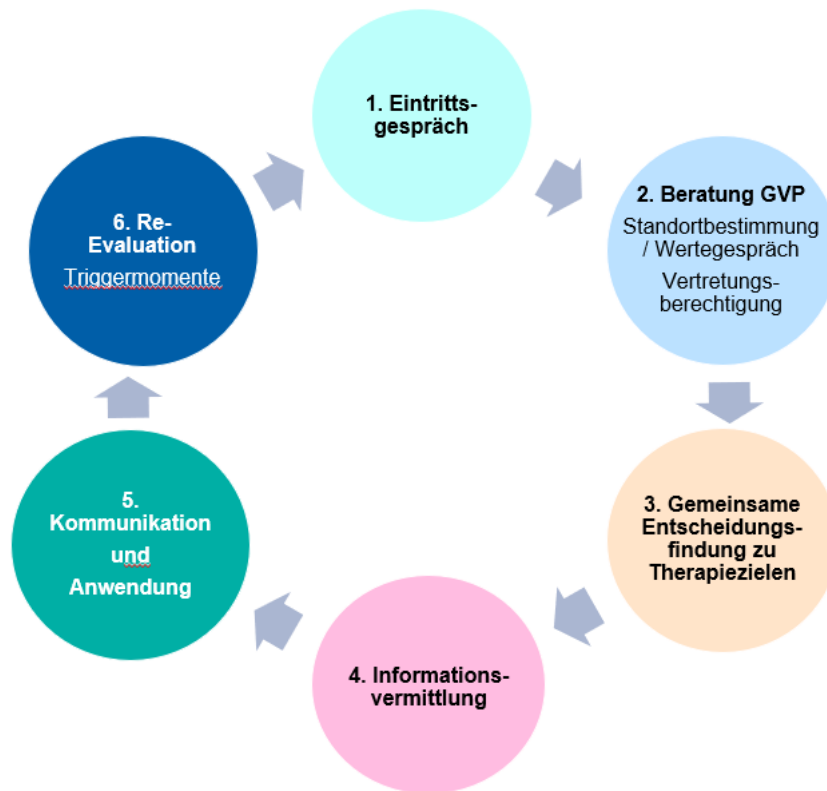 1. Eintritts-
gespräch
2. Beratung GVP
Standortbestimmung
/ Wertegespräch
Vertretungs-
berechtigung
3. Gemeinsame
Entscheidungs-
findung zu
Therapiezielen
4. Informations-
vermittlung
5.
Kommunikation
und
Anwendung
6. Re-
Evaluation
Triggermomente